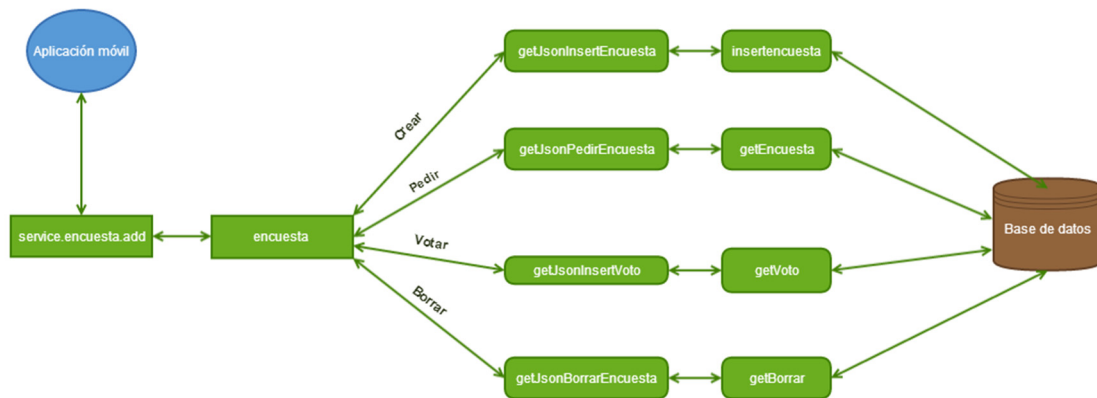 Aplicación móvil
service.encuesta.add
encuesta
Crear
Pedir
Votar
Borrar
getJsonInsertEncuesta
insertencuesta
getJsonPedirEncuesta
getEncuesta
getJsonInsertVoto
getVoto
getJsonBorrarEncuesta
getBorrar
Base de datos